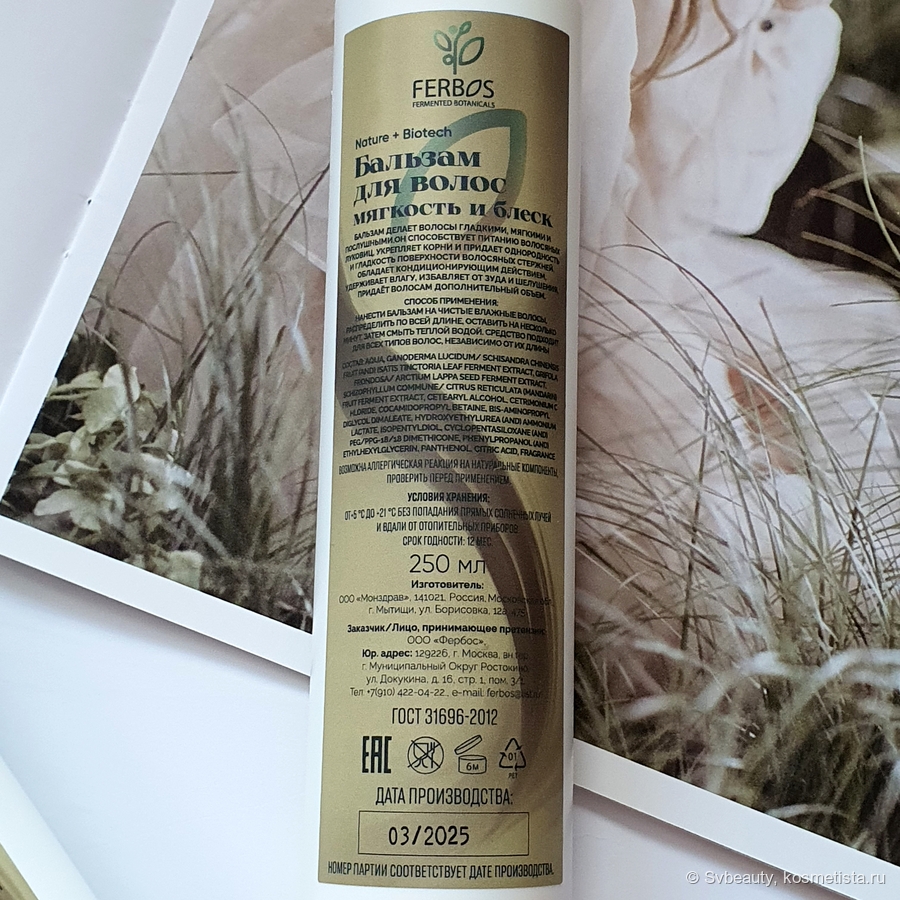 FERBOS
FERMENTED BOTANICALS
Nature + Biotech
Бальзам
для волос
мягкость и блеск
БАЛЬЗАМ ДЕЛАЕТ ВОЛОСЫ ГЛАДКИМИ, МЯГКИМИ И
ПОСЛУШНЫМИ.ОН СПОСОБСТВУЕТ ПИТАНИЮ ВОЛОСЯНЫХ
ЛУКОВИЦ, УКРЕПЛЯЕТ КОРНИ И ПРИДАЕТ ОДНОРОДНОСТЬ
И ГЛАДКОСТЬ ПОВЕРХНОСТИ ВОЛОСЯНЫХ СТЕРЖНЕЙ.
ОБЛАДАЕТ КОНДИЦИОНИРУЮЩИМ ДЕЙСТВИЕМ,
УДЕРЖИВАЕТ ВЛАГУ, ИЗБАВЛЯЕТ ОТ ЗУДА И ШЕЛУШЕНИЯ,
ПРИДАЁТ ВОЛОСАМ ДОПОЛНИТЕЛЬНЫЙ ОБЪЕМ.
СПОСОБ ПРИМЕНЕНИЯ:
НАНЕСТИ БАЛЬЗАМ НА ЧИСТЫЕ ВЛАЖНЫЕ ВОЛОСЫ,
РАСПРЕДЕЛИТЬ ПО ВСЕЙ ДЛИНЕ, ОСТАВИТЬ НА НЕСКОЛЬКО
МИНУТ, ЗАТЕМ СМЫТЬ ТЕПЛОЙ ВОДОЙ. СРЕДСТВО ПОДХОДИТ
ДЛЯ ВСЕХ ТИПОВ ВОЛОС, НЕЗАВИСИМО ОТ ИХ ДЛИНЫ
СОСТАВ: AQUA, GANODERMA LUCIDUM/ SCHISANDRA CHINENSIS
FRUIT (AND) ISATIS TINCTORIA LEAF FERMENT EXTRACT, GRIFOLA
FRONDOSA/ ARCTIUM LAPPA SEED FERMENT EXTRACT,
SCHIZOPHYLLUM COMMUNE/ CITRUS RETICULATA (MANDARIN)
FRUIT FERMENT EXTRACT, CETEARYL ALCOHOL, CETRIMONIUM C
HLORIDE, COCAMIDOPROPYL BETAINE, BIS-AMINOPROPYL
DIGLYCOL DIMALEATE, HYDROXYETHYLUREA (AND) AMMONIUM
LACTATE, ISOPENTYLDIOL, CYCLOPENTASILOXANE (AND)
PEG/PPG-18/18 DIMETHICONE, PHENYLPROPANOL (AND)
ETHYLHEXYLGLYCERIN, PANTHENOL, CITRIC ACID, FRAGRANCE
ВОЗМОЖНА АЛЛЕРГИЧЕСКАЯ РЕАКЦИЯ НА НАТУРАЛЬНЫЕ КОМПОНЕНТЫ,
ПРОВЕРИТЬ ПЕРЕД ПРИМЕНЕНИЕМ.
УСЛОВИЯ ХРАНЕНИЯ:
ОТ+5 °C ДО +21 °C БЕЗ ПОПАДАНИЯ ПРЯМЫХ СОЛНЕЧНЫХ ЛУЧЕЙ
И ВДАЛИ ОТ ОТОПИТЕЛЬНЫХ ПРИБОРОВ
СРОК ГОДНОСТИ: 12 МЕС
250 мл
Изготовитель:
ООО «Монздрав», 141021. Россия, Московская обл
г. Мытищи, ул. Борисовка, 12а
Заказчик/Лицо, принимающее претензии:
ООО «Фербос»,
Юр. адрес: 129226, г. Москва, вн.тер.
г. Муниципальный Округ Ростокино,
ул. Докукина, д. 16, стр. 1, пом. 3/1.
Тел +7(910) 422-04-22., e-mail:
ГОСТ 31696-2012
EAC
6м
01
PET
ДАТА ПРОИЗВОДСТВА:
03/2025
НОМЕР ПАРТИИ СООТВЕТСТВУЕТ ДАТЕ ПРОИЗВОДСТВА.
© Svbeauty, kosmetista.ru